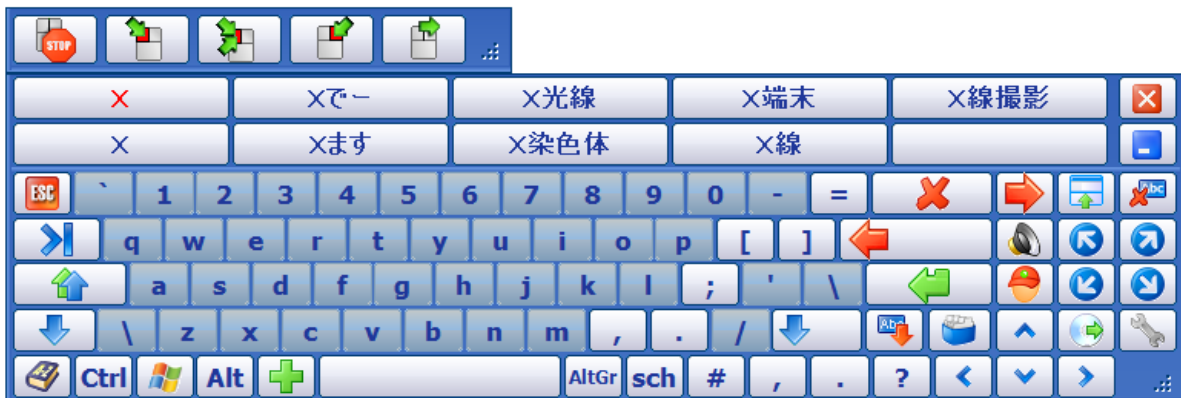 STOP
X Xでー X光線 X端末 X線撮影
X Xます X染色体 X線
ESC ` 1 2 3 4 5 6 7 8 9 0 - = Abc
q w e r t y u i o p [ ]
a s d f g h j k l ; ' \
\ z x c v b n m , . / Abc
Ctrl Alt AltGr sch # , . ?